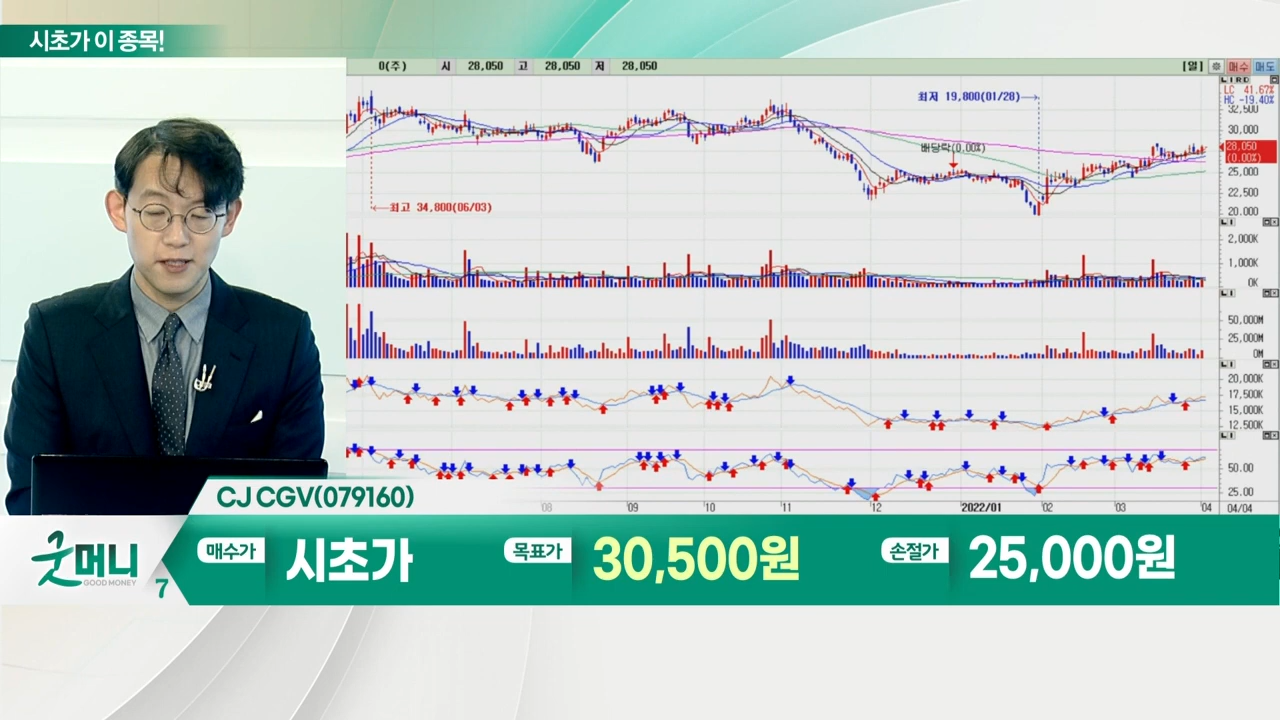 시초가 이 종목!
0(주) 시 28,050 고 28,050 저 28,050 [일] 매수 매도
LC 41.67%
HC -19.40%
32,500
30,000
28,050
(0.00%)
25,000
22,500
20,000
최저 19,800(01/28)
배당락(0.00%)
최고 34,800(06/03)
2,000K
1,000K
0K
50,000M
25,000M
0M
20,000K
17,500K
15,000K
12,500K
50.00
25.00
08 09 10 11 12 2022/01 02 03 04 04/04
CJ CGV(079160)
굿머니
GOOD MONEY
7
매수가 시초가 목표가 30,500원 손절가 25,000원